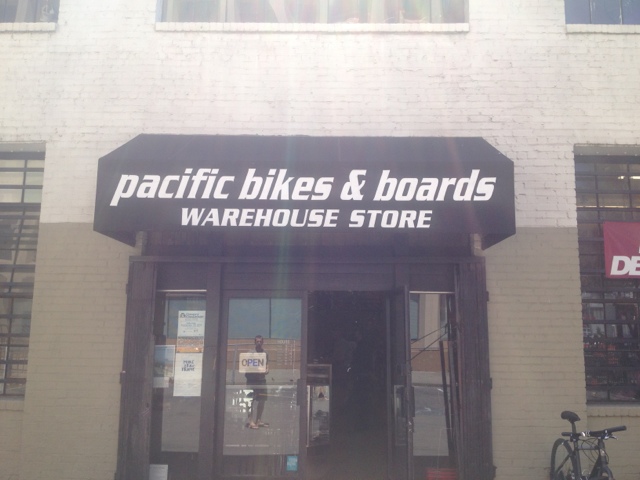 pacific bikes & boards
WAREHOUSE STORE
OPEN